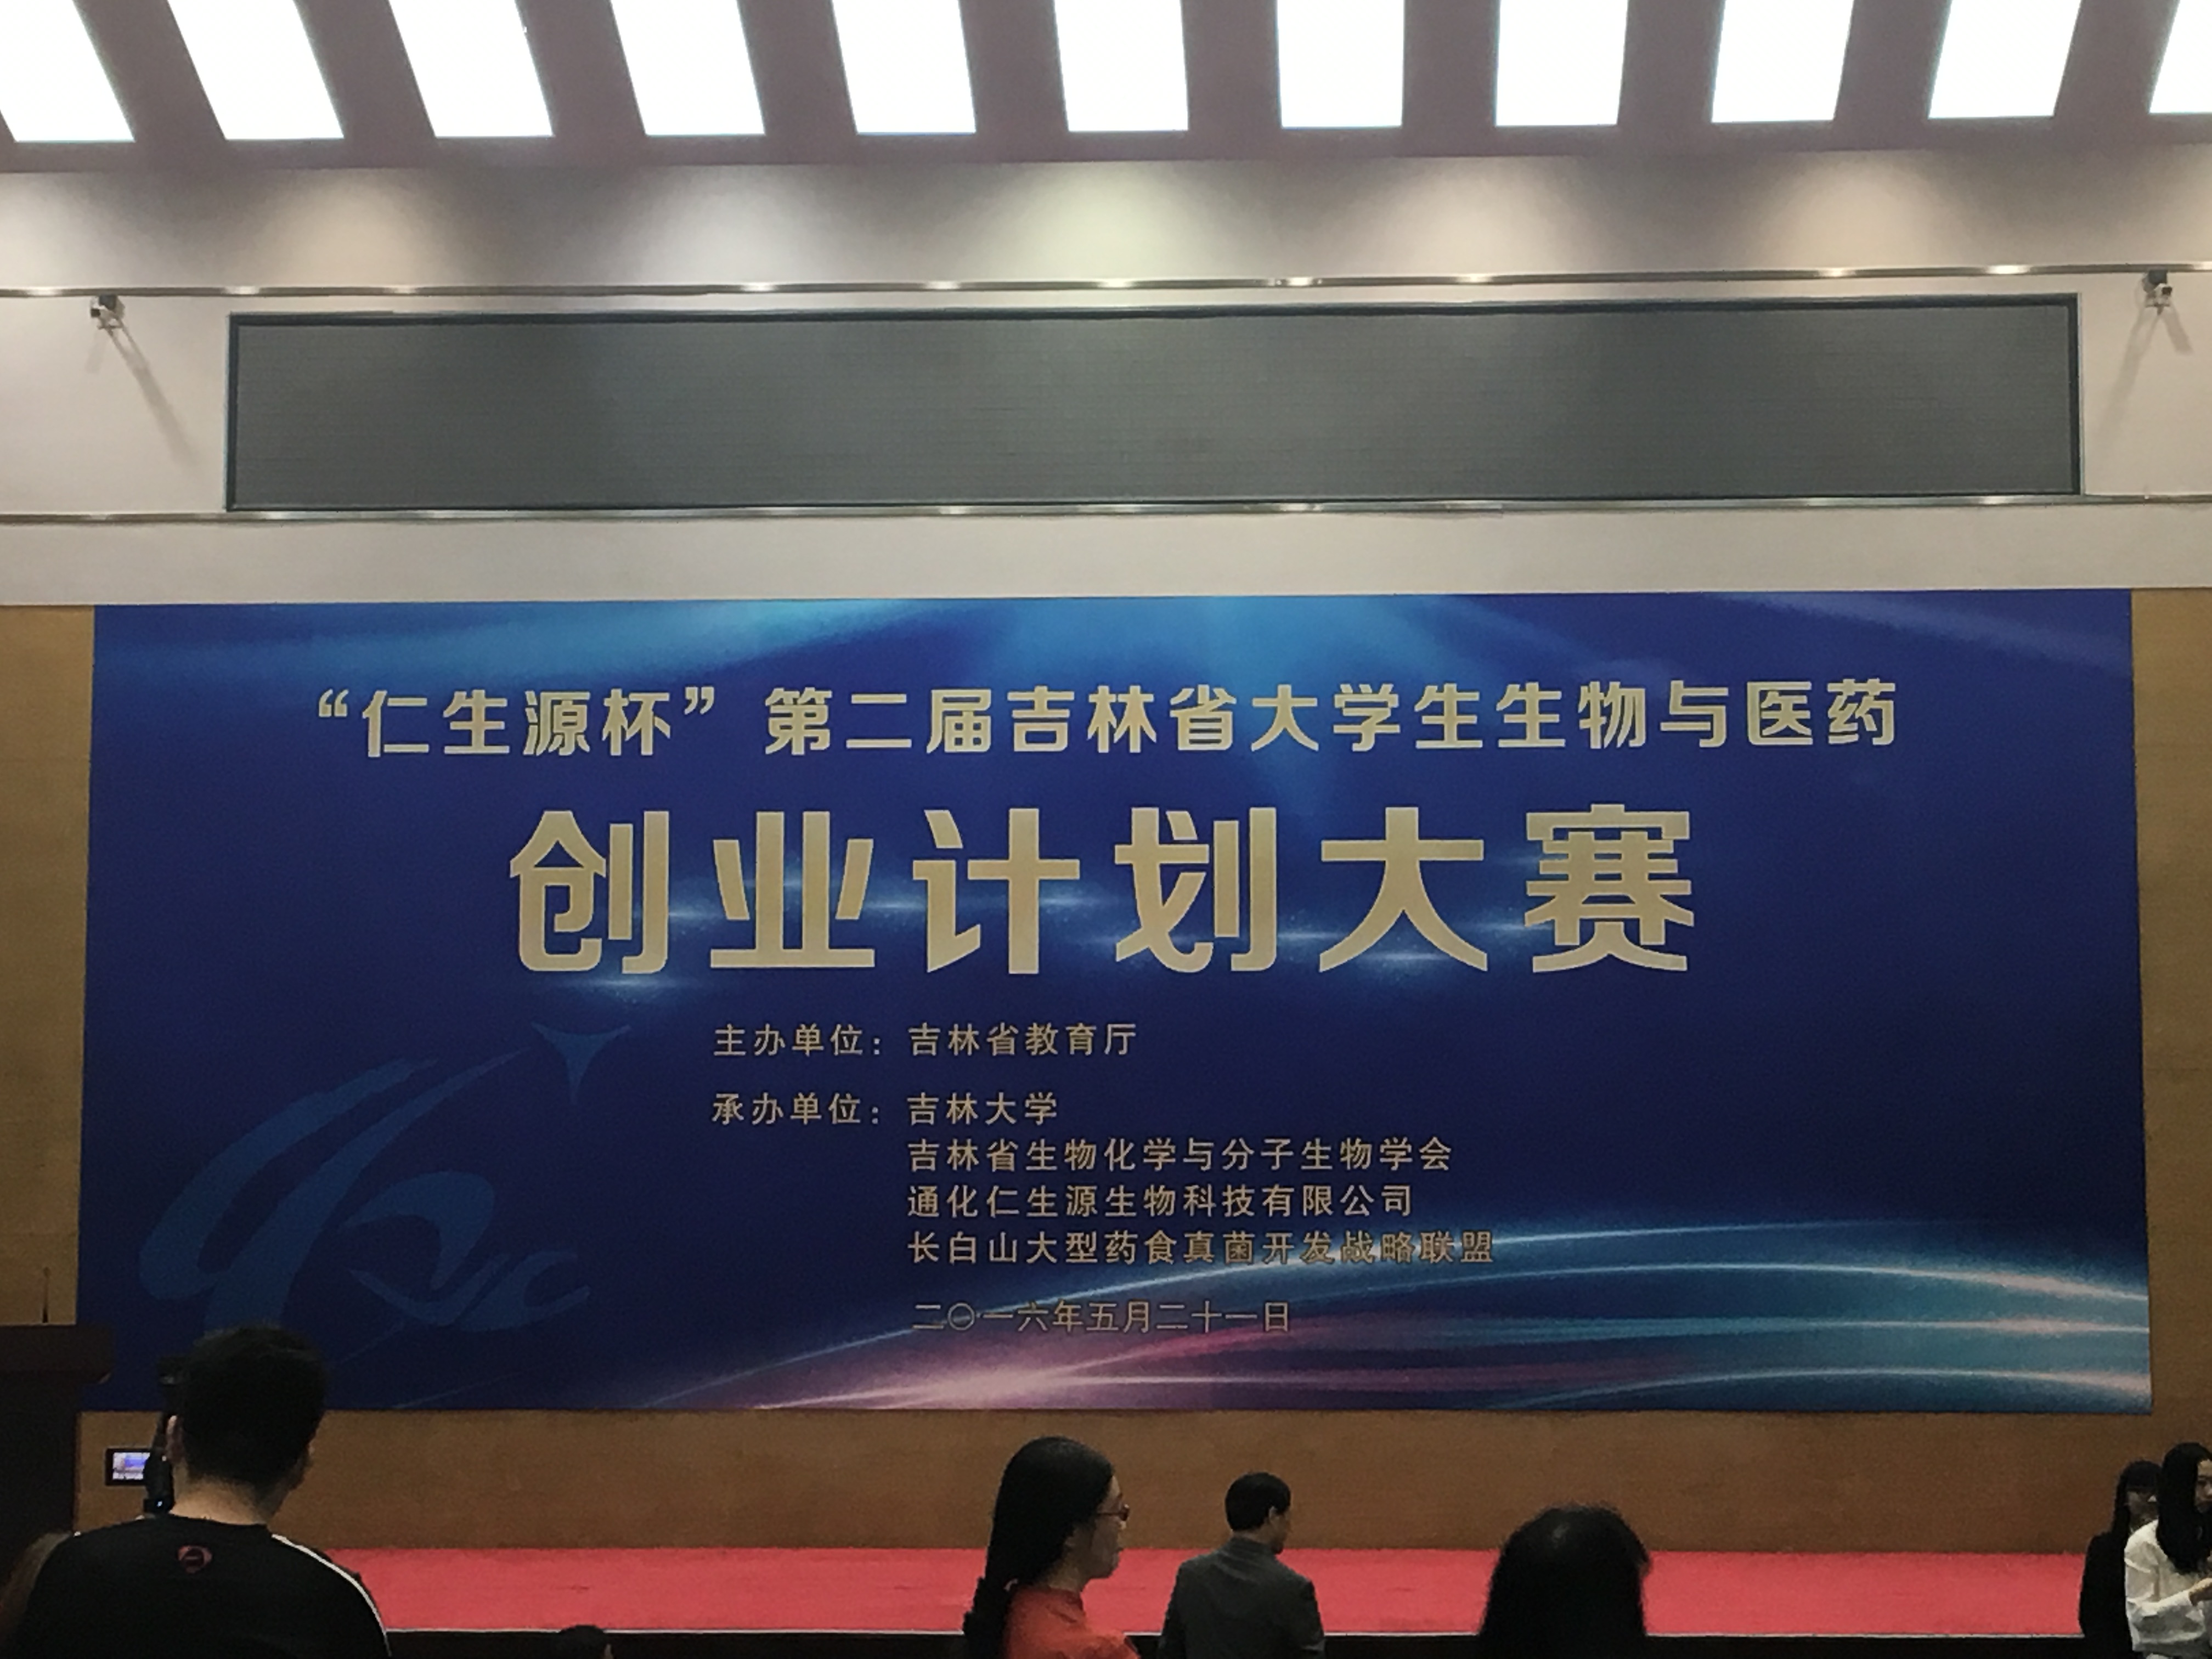 “仁生源杯”第二届吉林省大学生生物与医药
创业计划大赛
主办单位：吉林省教育厅
承办单位：吉林大学
吉林省生物化学与分子生物学会
通化仁生源生物科技有限公司
长白山大型药食真菌开发战略联盟
二〇一六年五月二十一日